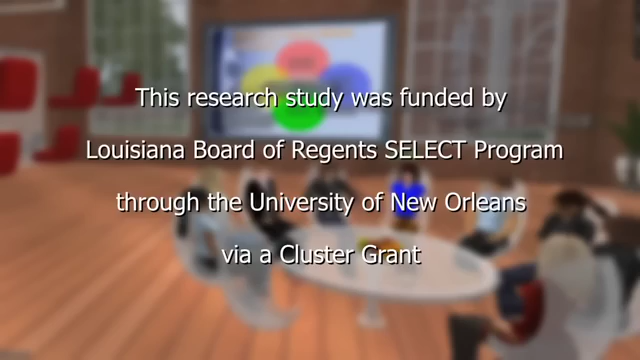 This research study was funded by
Louisiana Board of Regents SELECT Program
through the University of New Orleans
via a Cluster Grant